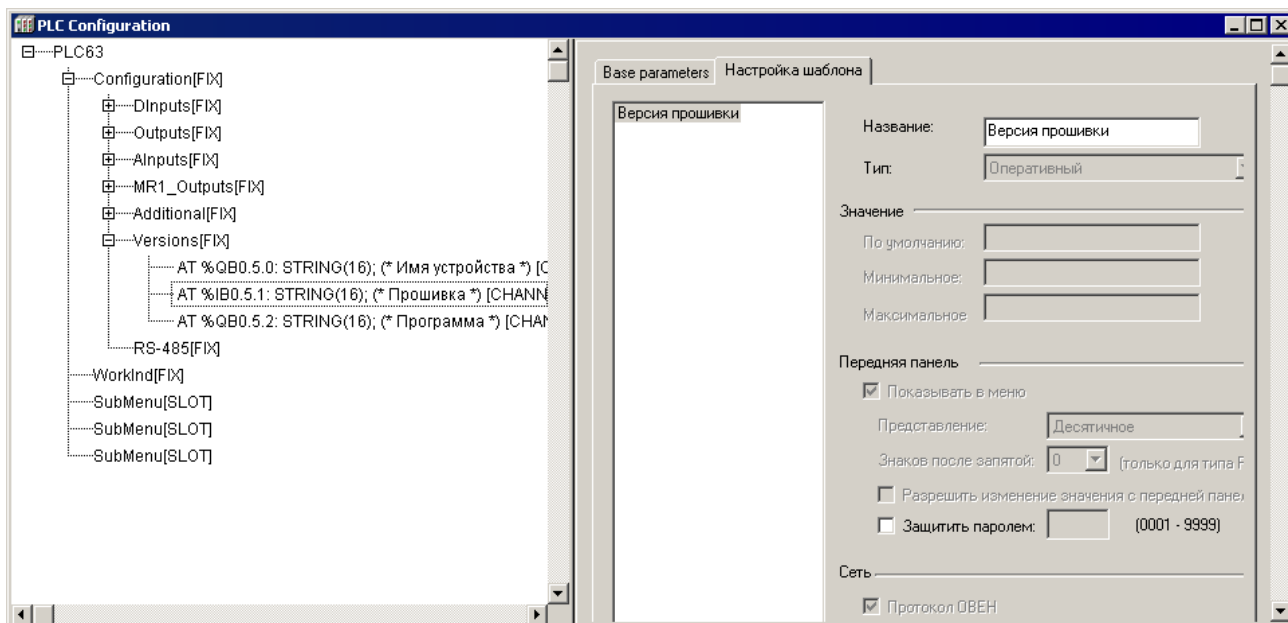 PLC Configuration
PLC63
Configuration[FIX]
DInputs[FIX]
Outputs[FIX]
AInputs[FIX]
MR1_Outputs[FIX]
Additional[FIX]
Versions[FIX]
AT %QB0.5.0: STRING(16); (* Имя устройства *) [C
AT %IB0.5.1: STRING(16); (* Прошивка *) [CHANN
AT %QB0.5.2: STRING(16); (* Программа *) [CHAN
RS-485[FIX]
WorkInd[FIX]
SubMenu[SLOT]
SubMenu[SLOT]
SubMenu[SLOT]
Base parameters Настройка шаблона
Версия прошивки
Название: Версия прошивки
Тип: Оперативный
Значение
По умолчанию:
Минимальное:
Максимальное
Передняя панель
Показывать в меню
Представление: Десятичное
Знаков после запятой: 0 (только для типа F
Разрешить изменение значения с передней пане
Защитить паролем: (0001 - 9999)
Сеть
Протокол ОВЕН